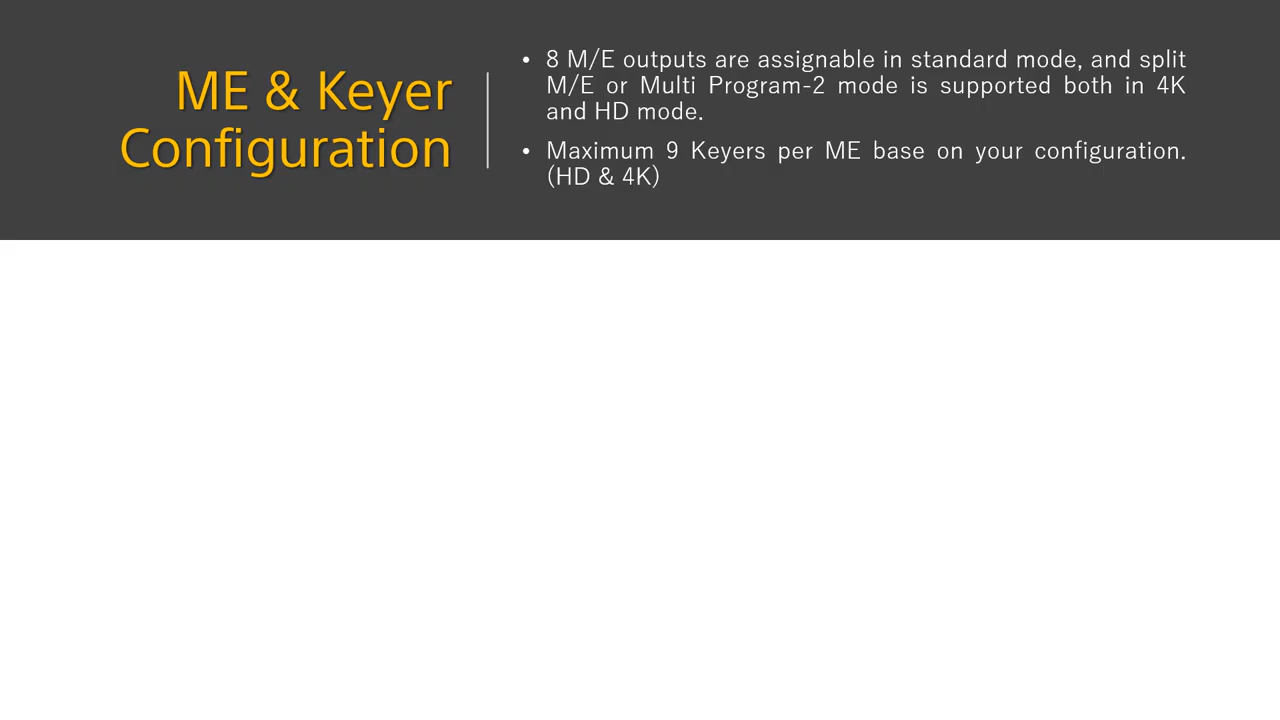 ME & Keyer
Configuration
• 8 M/E outputs are assignable in standard mode, and split
M/E or Multi Program-2 mode is supported both in 4K
and HD mode.
• Maximum 9 Keyers per ME base on your configuration.
(HD & 4K)